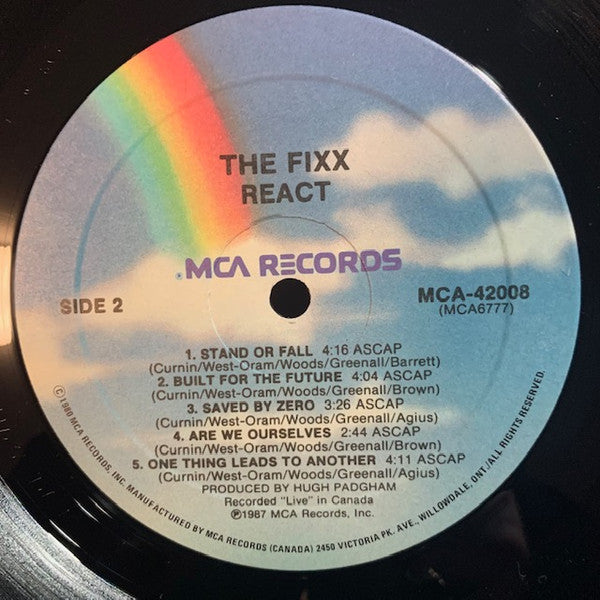 THE FIXX
REACT
MCA RECORDS
SIDE 2
MCA-42008
(MCA6777)
1. STAND OR FALL 4:16 ASCAP
(Curnin/West-Oram/Woods/Greenall/Barrett)
2. BUILT FOR THE FUTURE 4:04 ASCAP
(Curnin/West-Oram/Woods/Greenall/Brown)
3. SAVED BY ZERO 3:26 ASCAP
(Curnin/West-Oram/Woods/Greenall/Agius)
4. ARE WE OURSELVES 2:44 ASCAP
(Curnin/West-Oram/Woods/Greenall/Brown)
5. ONE THING LEADS TO ANOTHER 4:11 ASCAP
(Curnin/West-Oram/Woods/Greenall/Agius)
PRODUCED BY HUGH PADGHAM
Recorded "Live" in Canada
℗1987 MCA Records, Inc.
©1980 MCA RECORDS, INC. MANUFACTURED BY MCA RECORDS (CANADA) 2450 VICTORIA PK. AVE., WILLOWDALE, ONT./ALL RIGHTS RESERVED.